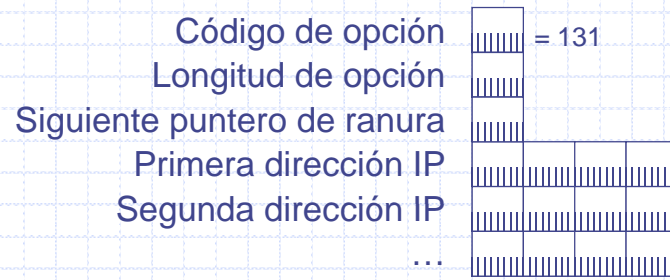 Código de opción = 131
Longitud de opción
Siguiente puntero de ranura
Primera dirección IP
Segunda dirección IP
…